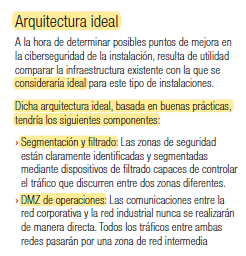 Arquitectura ideal
A la hora de determinar posibles puntos de mejora en
la ciberseguridad de la instalación, resulta de utilidad
comparar la infraestructura existente con la que se
consideraría ideal para este tipo de instalaciones.
Dicha arquitectura ideal, basada en buenas prácticas,
tendría los siguientes componentes:
› Segmentación y filtrado: Las zonas de seguridad
están claramente identificadas y segmentadas
mediante dispositivos de filtrado capaces de controlar
el tráfico que discurren entre dos zonas diferentes.
› DMZ de operaciones: Las comunicaciones entre la
red corporativa y la red industrial nunca se realizarán
de manera directa. Todos los tráficos entre ambas
redes pasarán por una zona de red intermedia